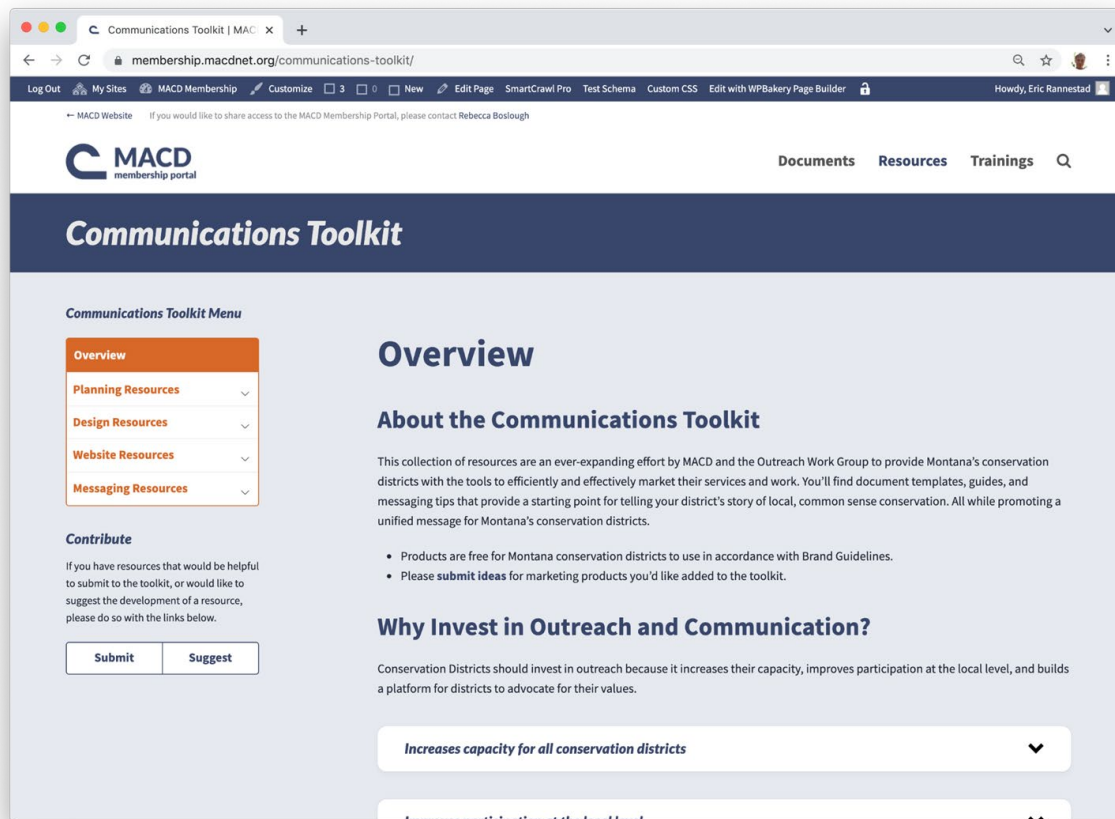 Communications Toolkit | MAC
membership.macdnet.org/communications-toolkit/
Log Out My Sites MACD Membership Customize 3 0 New Edit Page SmartCrawl Pro Test Schema Custom CSS Edit with WPBakery Page Builder Howdy, Eric Rannestad
← MACD Website If you would like to share access to the MACD Membership Portal, please contact Rebecca Boslough
MACD
membership portal
Documents Resources Trainings
Communications Toolkit
Communications Toolkit Menu
Overview
Planning Resources
Design Resources
Website Resources
Messaging Resources
Contribute
If you have resources that would be helpful
to submit to the toolkit, or would like to
suggest the development of a resource,
please do so with the links below.
Submit Suggest
Overview
About the Communications Toolkit
This collection of resources are an ever-expanding effort by MACD and the Outreach Work Group to provide Montana's conservation
districts with the tools to efficiently and effectively market their services and work. You'll find document templates, guides, and
messaging tips that provide a starting point for telling your district's story of local, common sense conservation. All while promoting a
unified message for Montana's conservation districts.
• Products are free for Montana conservation districts to use in accordance with Brand Guidelines.
• Please submit ideas for marketing products you'd like added to the toolkit.
Why Invest in Outreach and Communication?
Conservation Districts should invest in outreach because it increases their capacity, improves participation at the local level, and builds
a platform for districts to advocate for their values.
Increases capacity for all conservation districts